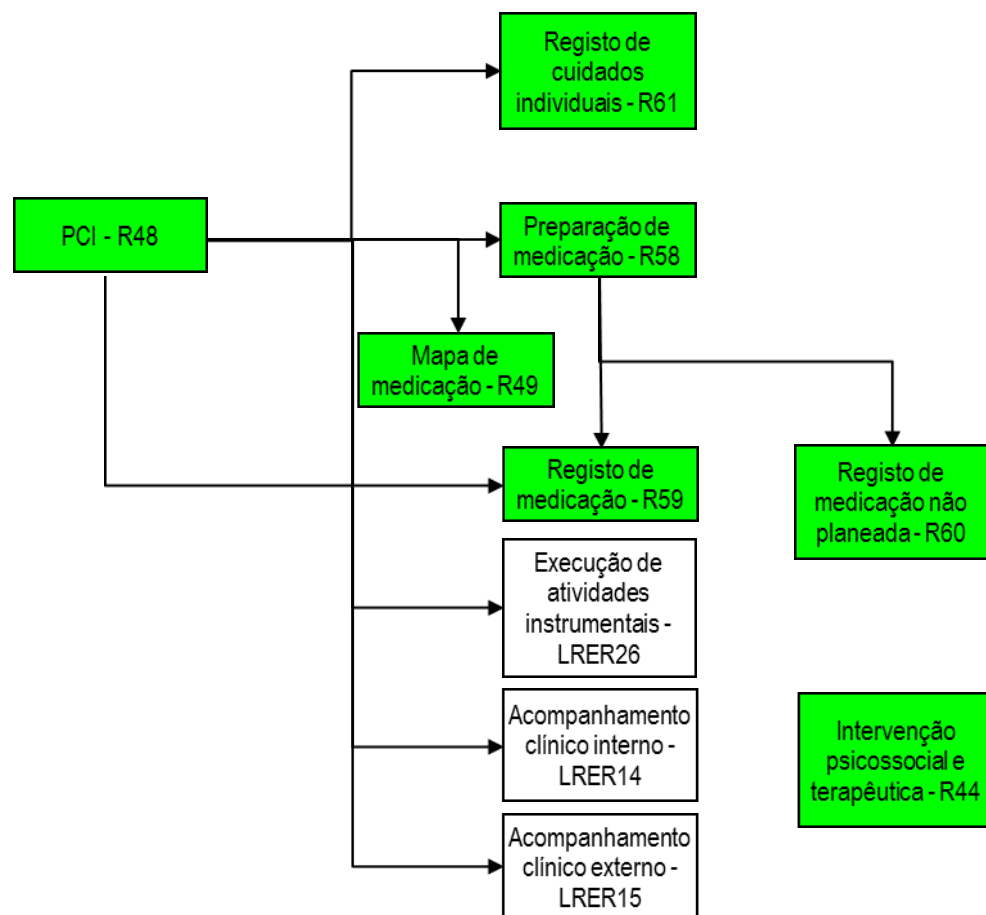 Registo de
cuidados
individuais - R61
PCI - R48
Preparação de
medicação - R58
Mapa de
medicação - R49
Registo de
medicação - R59
Registo de
medicação não
planeada - R60
Execução de
atividades
instrumentais -
LRER26
Acompanhamento
clínico interno -
LRER14
Intervenção
psicossocial e
terapêutica - R44
Acompanhamento
clínico externo -
LRER15